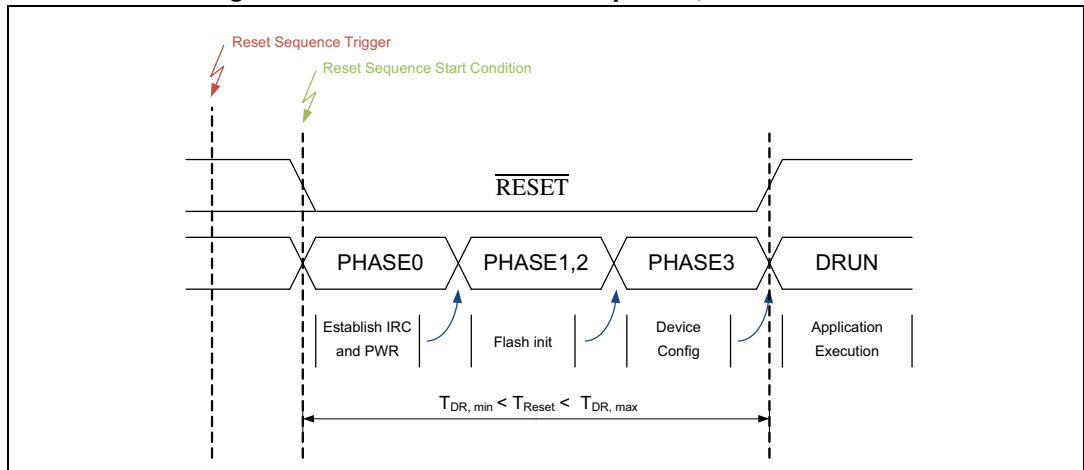 Reset Sequence Trigger
Reset Sequence Start Condition
RESET
PHASE0
PHASE1,2
PHASE3
DRUN
Establish IRC
and PWR
Flash init
Device
Config
Application
Execution
TDR, min < TReset < TDR, max